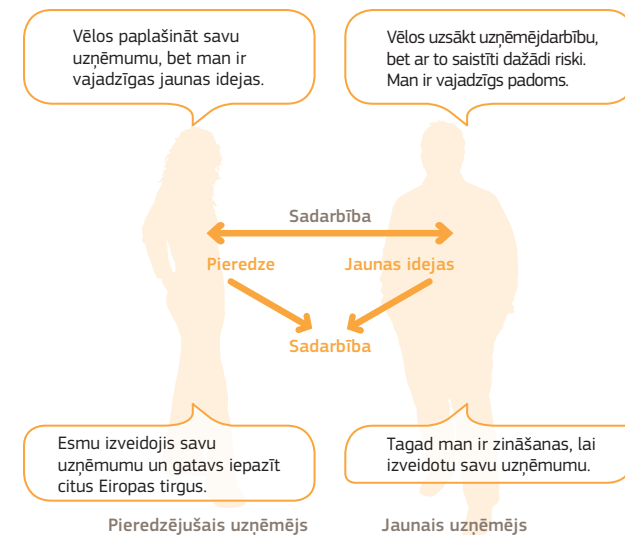 Vēlos paplašināt savu
uzņēmumu, bet man ir
vajadzīgas jaunas idejas.
Vēlos uzsākt uzņēmējdarbību,
bet ar to saistīti dažādi riski.
Man ir vajadzīgs padoms.
Sadarbība
Pieredze
Jaunas idejas
Sadarbība
Esmu izveidojis savu
uzņēmumu un gatavs iepazīt
citus Eiropas tirgus.
Tagad man ir zināšanas, lai
izveidotu savu uzņēmumu.
Pieredzējušais uzņēmējs
Jaunais uzņēmējs